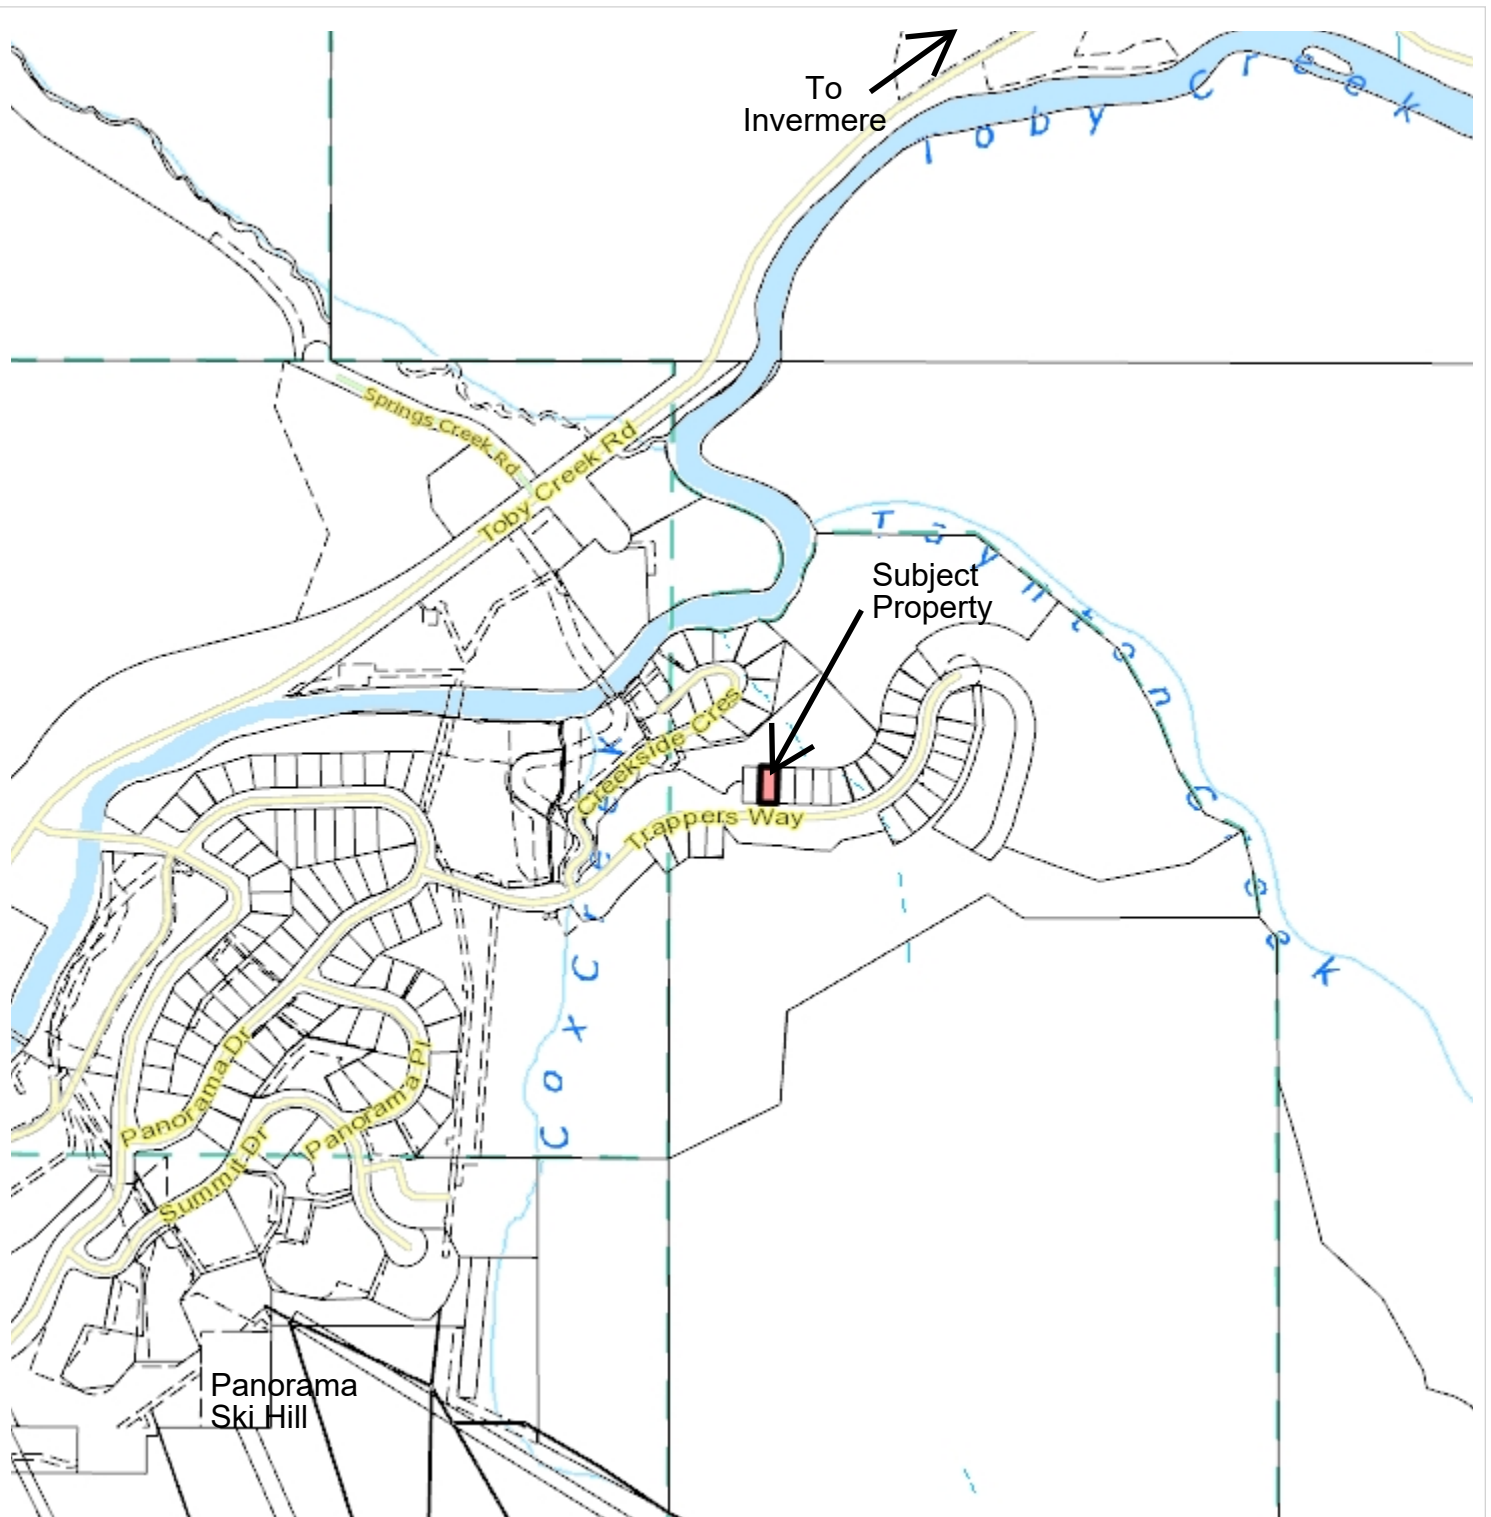 To
Invermere
Toby Creek
Springs Creek Rd
Toby Creek Rd
Taynton Creek
Subject
Property
Creekside Cres
Trappers Way
Cox Creek
Panorama Dr
Panorama Pl
Summit Dr
Panorama
Ski Hill